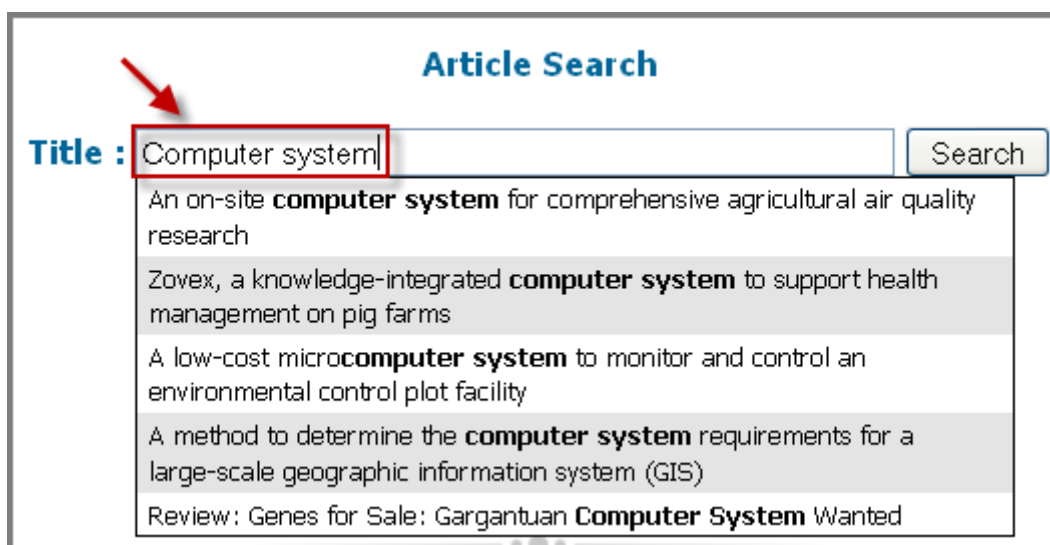 Article Search
Title : Computer system Search
An on-site computer system for comprehensive agricultural air quality
research
Zovex, a knowledge-integrated computer system to support health
management on pig farms
A low-cost microcomputer system to monitor and control an
environmental control plot facility
A method to determine the computer system requirements for a
large-scale geographic information system (GIS)
Review: Genes for Sale: Gargantuan Computer System Wanted